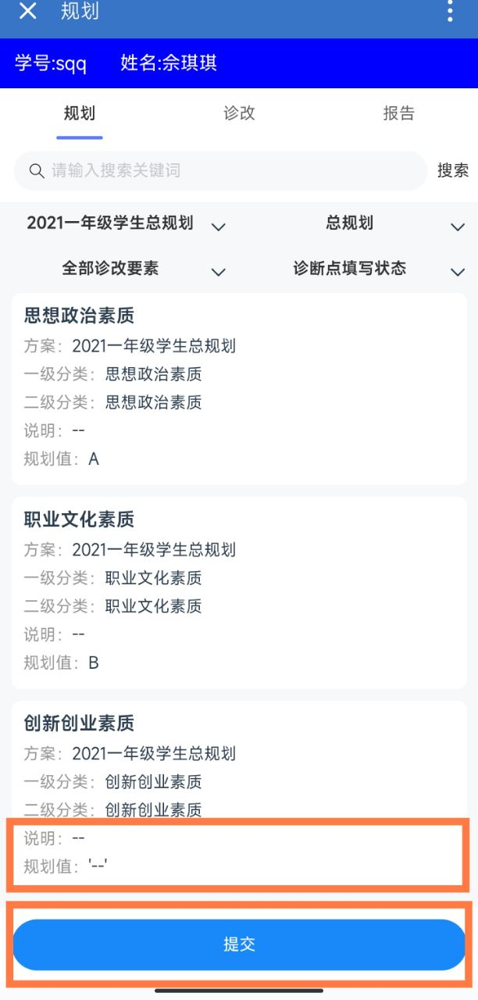 规划
学号:sqq 姓名:佘琪琪
规划 诊改 报告
请输入搜索关键词 搜索
2021一年级学生总规划 总规划
全部诊改要素 诊断点填写状态
思想政治素质
方案：2021一年级学生总规划
一级分类：思想政治素质
二级分类：思想政治素质
说明：--
规划值：A
职业文化素质
方案：2021一年级学生总规划
一级分类：职业文化素质
二级分类：职业文化素质
说明：--
规划值：B
创新创业素质
方案：2021一年级学生总规划
一级分类：创新创业素质
二级分类：创新创业素质
说明：--
规划值：'--'
提交